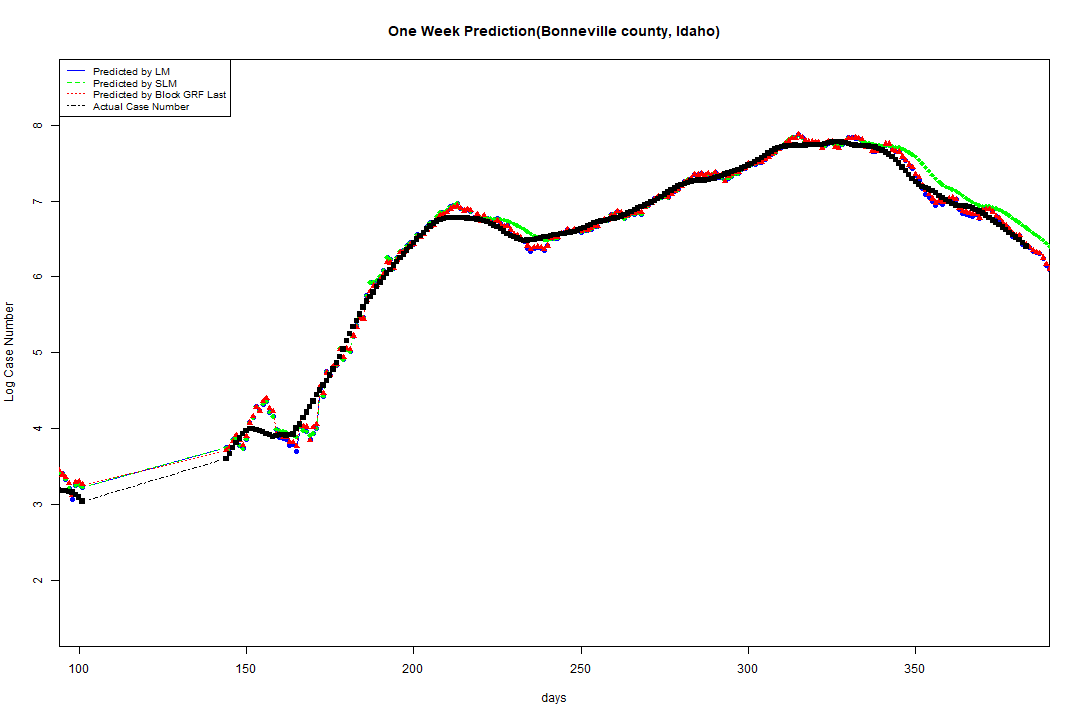 One Week Prediction(Bonneville county, Idaho)
Predicted by LM
Predicted by SLM
Predicted by Block GRF Last
Actual Case Number
8
7
6
5
4
3
2
Log Case Number
100 150 200 250 300 350
days